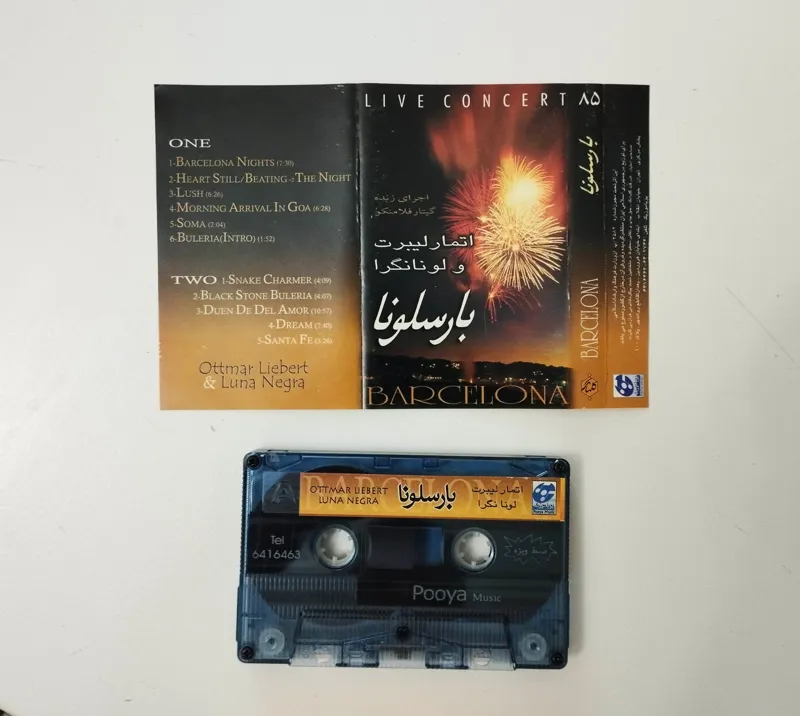 ONE
1-BARCELONA NIGHTS (7:30)
2-HEART STILL/BEATING -3THE NIGHT
3-LUSH (6:26)
4-MORNING ARRIVAL IN GOA (6:28)
5-SOMA (2:04)
6-BULERIA(INTRO) (1:52)
TWO 1-SNAKE CHARMER (4:09)
2-BLACK STONE BULERIA (4:07)
3-DUEN DE DEL AMOR (10:57)
4-DREAM (7:40)
5-SANTA FE (5:26)
Ottmar Liebert
& Luna Negra
LIVE CONCERT ۸۵
اجرای زنده
گیتار فلامنکو
اتمار لیبرت
و لونا نگرا
بارسلونا
BARCELONA
بارسلونا
BARCELONA
BARCELONA
OTTMAR LIEBERT
LUNA NEGRA
بارسلونا
اتمار لیبرت
لونا نگرا
A
Tel
6416463
Pooya Music